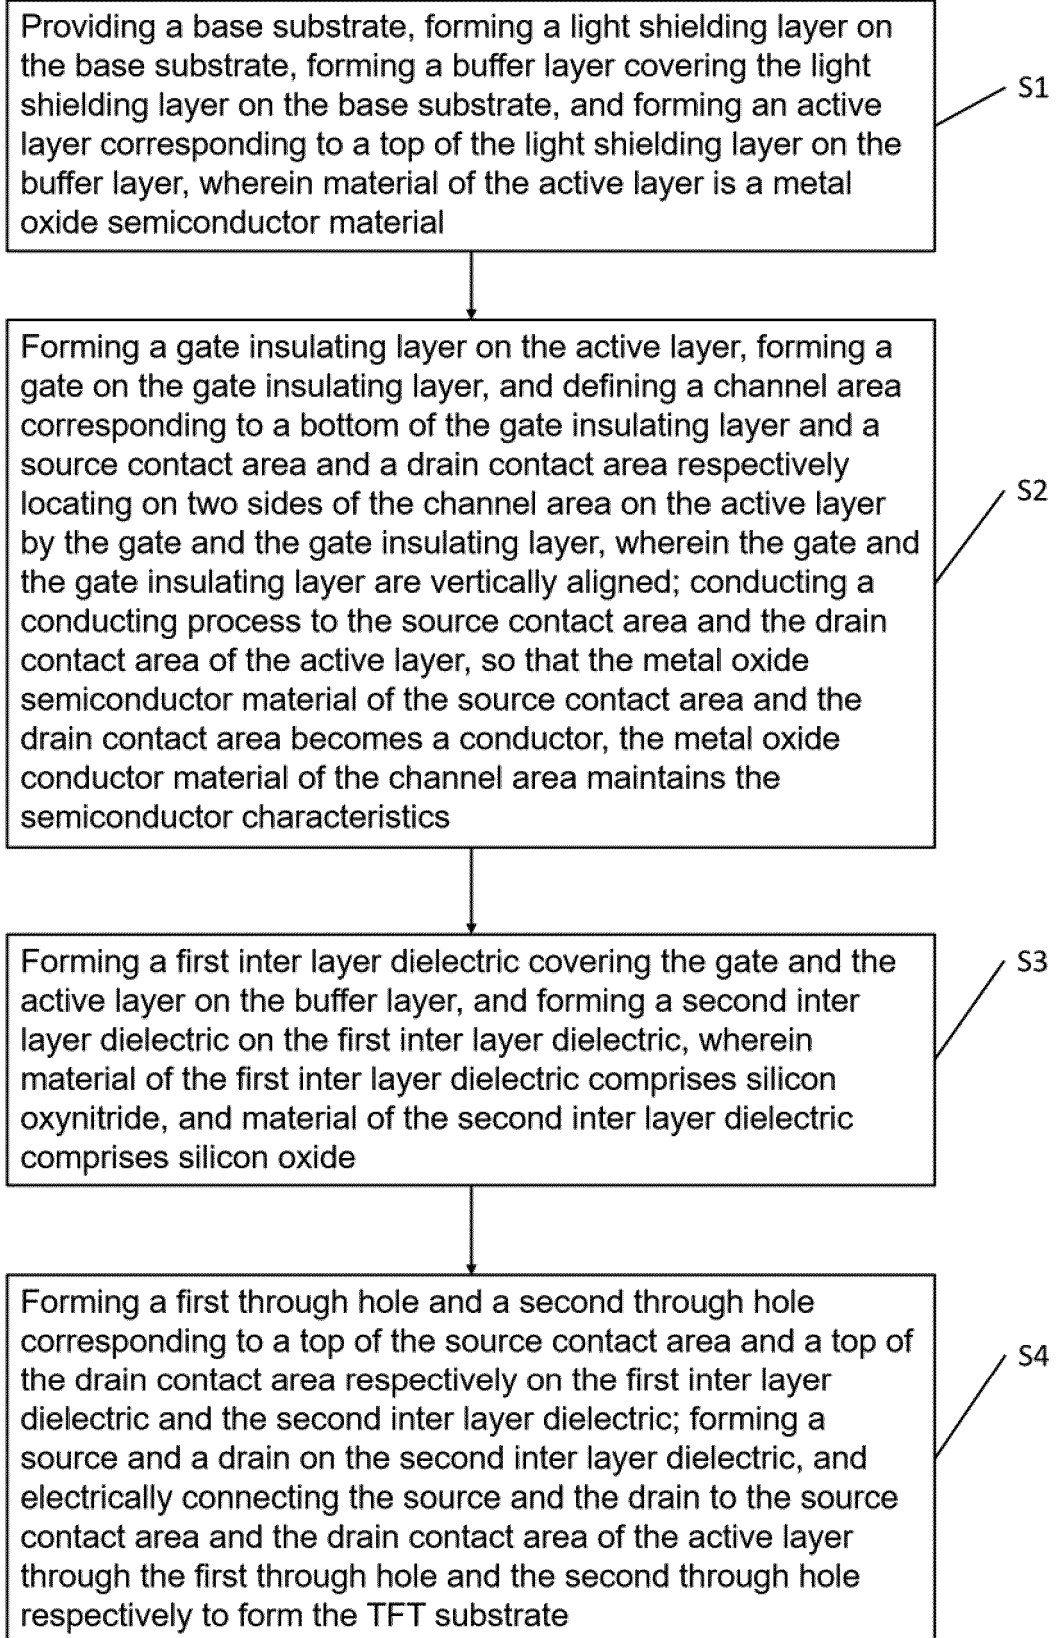 Providing a base substrate, forming a light shielding layer on
the base substrate, forming a buffer layer covering the light
shielding layer on the base substrate, and forming an active
layer corresponding to a top of the light shielding layer on the
buffer layer, wherein material of the active layer is a metal
oxide semiconductor material
S1
Forming a gate insulating layer on the active layer, forming a
gate on the gate insulating layer, and defining a channel area
corresponding to a bottom of the gate insulating layer and a
source contact area and a drain contact area respectively
locating on two sides of the channel area on the active layer
by the gate and the gate insulating layer, wherein the gate and
the gate insulating layer are vertically aligned; conducting a
conducting process to the source contact area and the drain
contact area of the active layer, so that the metal oxide
semiconductor material of the source contact area and the
drain contact area becomes a conductor, the metal oxide
conductor material of the channel area maintains the
semiconductor characteristics
S2
Forming a first inter layer dielectric covering the gate and the
active layer on the buffer layer, and forming a second inter
layer dielectric on the first inter layer dielectric, wherein
material of the first inter layer dielectric comprises silicon
oxynitride, and material of the second inter layer dielectric
comprises silicon oxide
S3
Forming a first through hole and a second through hole
corresponding to a top of the source contact area and a top of
the drain contact area respectively on the first inter layer
dielectric and the second inter layer dielectric; forming a
source and a drain on the second inter layer dielectric, and
electrically connecting the source and the drain to the source
contact area and the drain contact area of the active layer
through the first through hole and the second through hole
respectively to form the TFT substrate
S4